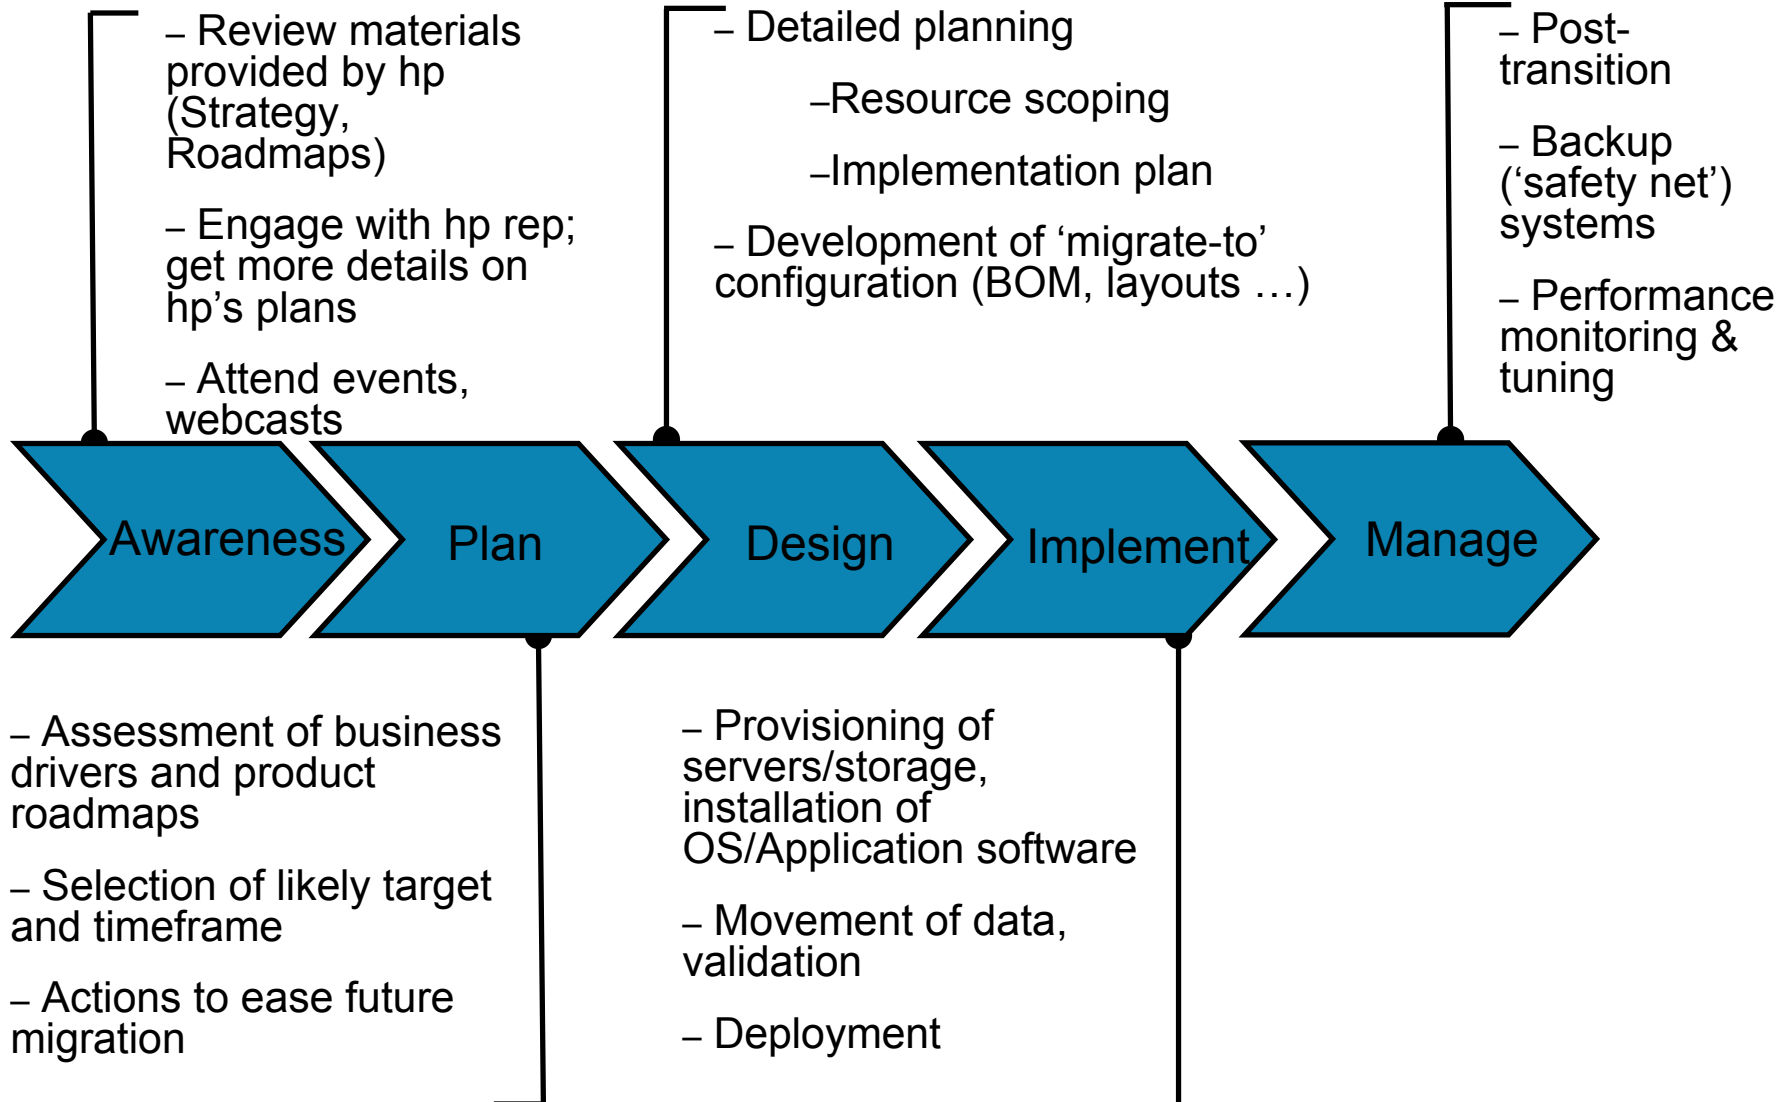 – Review materials
provided by hp
(Strategy,
Roadmaps)
– Engage with hp rep;
get more details on
hp’s plans
– Attend events,
webcasts
– Detailed planning
–Resource scoping
–Implementation plan
– Development of ‘migrate-to’
configuration (BOM, layouts …)
– Post-
transition
– Backup
(‘safety net’)
systems
– Performance
monitoring &
tuning
Awareness
Plan
Design
Implement
Manage
– Assessment of business
drivers and product
roadmaps
– Selection of likely target
and timeframe
– Actions to ease future
migration
– Provisioning of
servers/storage,
installation of
OS/Application software
– Movement of data,
validation
– Deployment